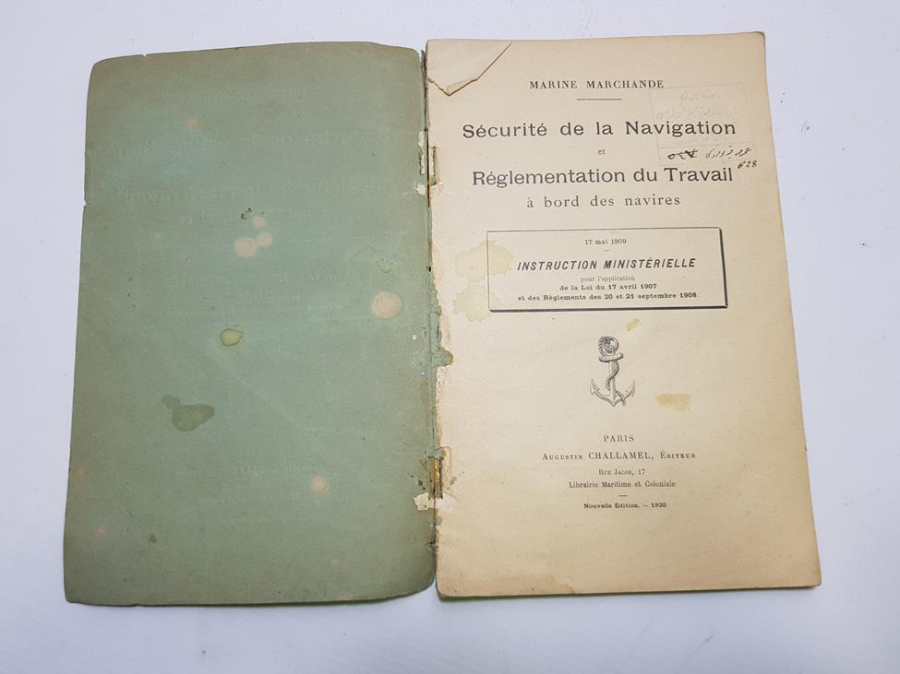 MARINE MARCHANDE
Sécurité de la Navigation
et
Réglementation du Travail
à bord des navires
628
17 mai 1909
INSTRUCTION MINISTÉRIELLE
pour l'application
de la Loi du 17 avril 1907
et des Règlements des 20 et 21 septembre 1908.
PARIS
Augustin CHALLAMEL, Éditeur
Rue Jacob, 17
Librairie Maritime et Coloniale
Nouvelle Édition. — 1920